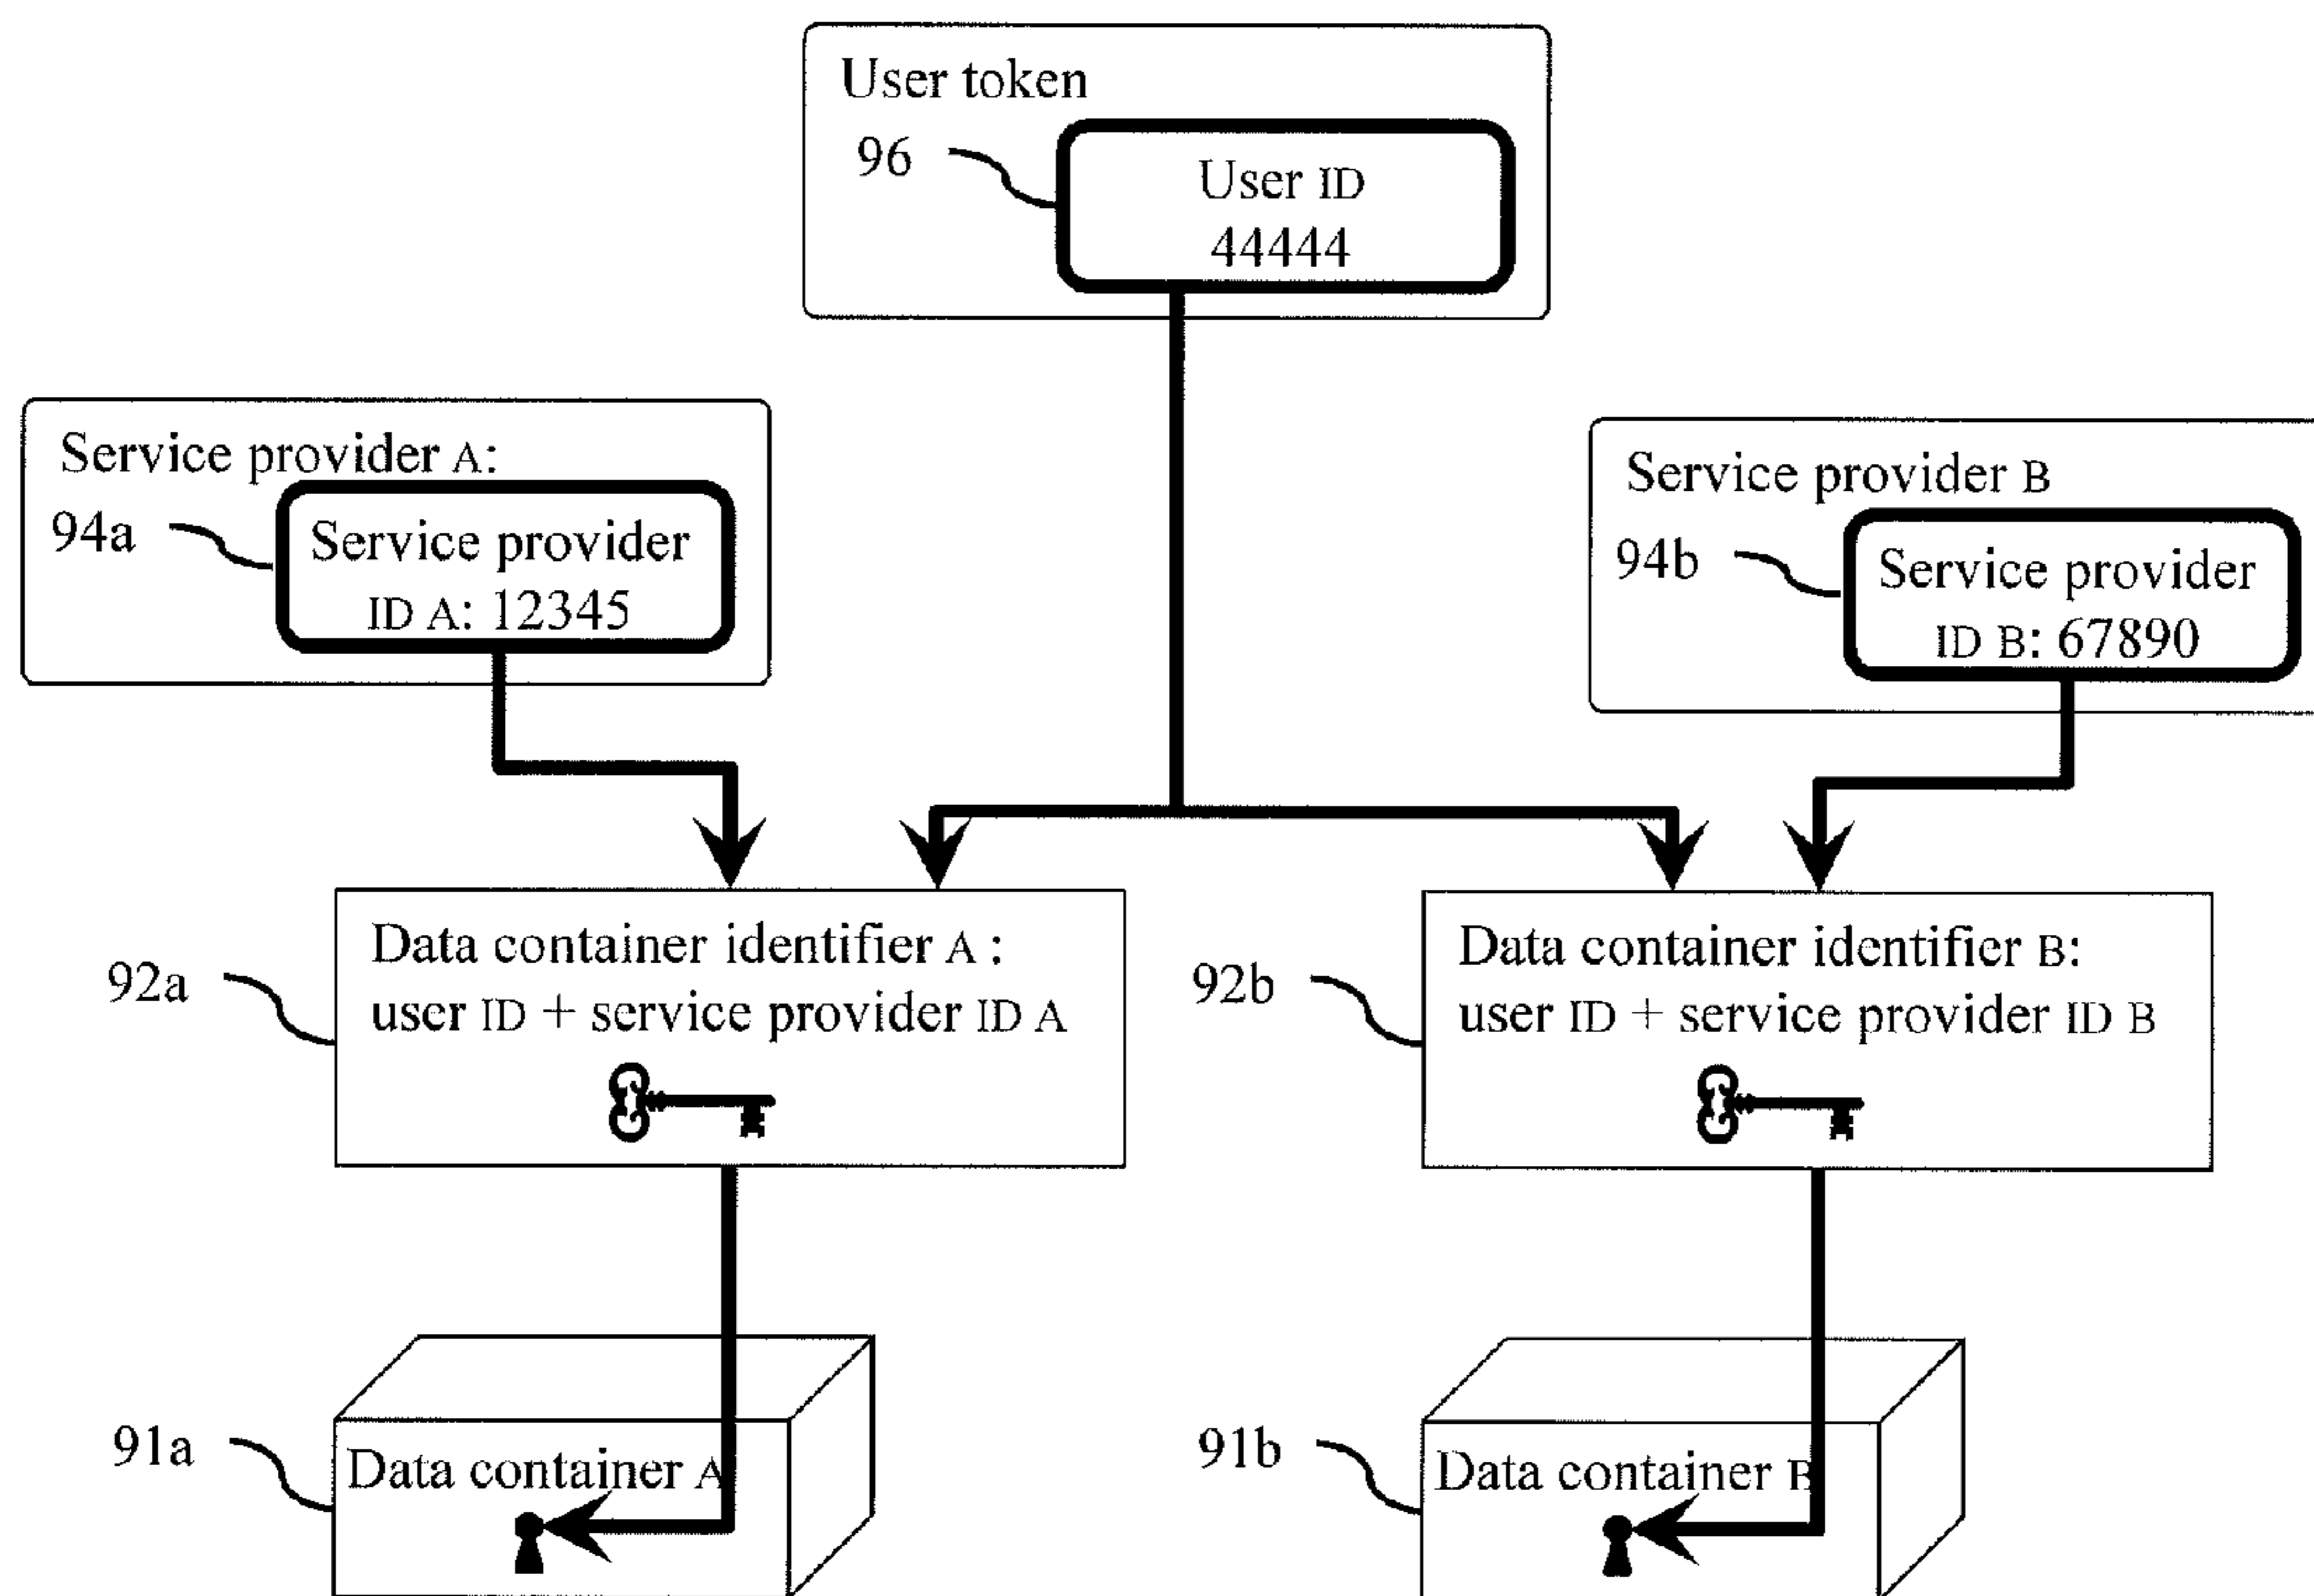 User token
96
User ID
44444
Service provider A:
94a
Service provider
ID A: 12345
Service provider B
94b
Service provider
ID B: 67890
92a
Data container identifier A :
user ID + service provider ID A
92b
Data container identifier B:
user ID + service provider ID B
91a
Data container A
91b
Data container B